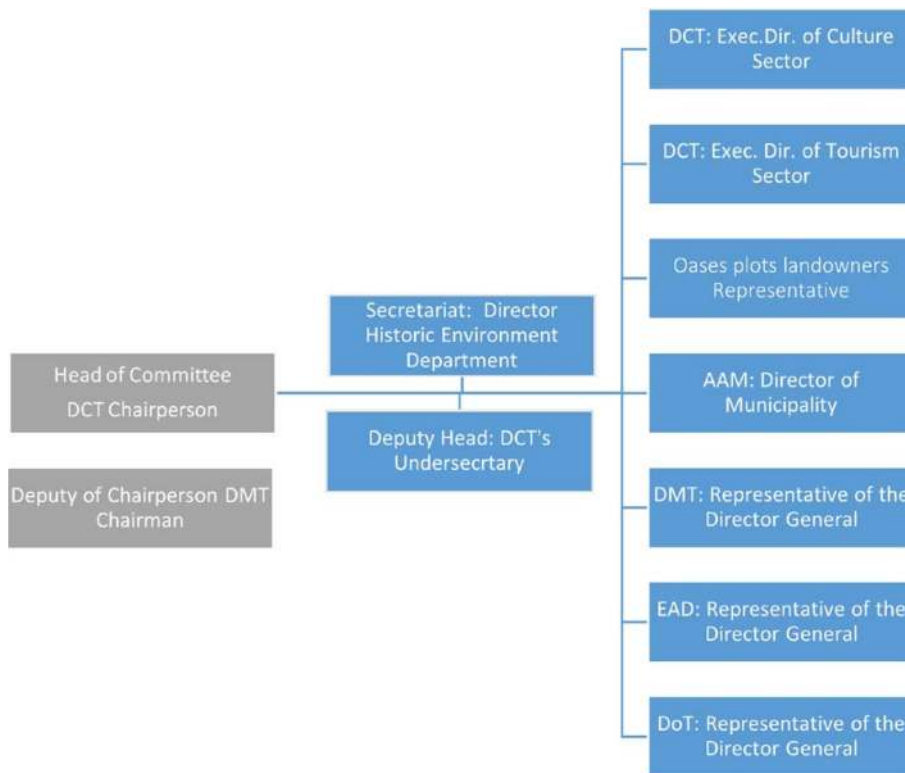 Head of Committee
DCT Chairperson
Deputy of Chairperson DMT
Chairman
Secretariat: Director
Historic Environment
Department
Deputy Head: DCT's
Undersecrtary
DCT: Exec.Dir. of Culture
Sector
DCT: Exec. Dir. of Tourism
Sector
Oases plots landowners
Representative
AAM: Director of
Municipality
DMT: Representative of the
Director General
EAD: Representative of the
Director General
DoT: Representative of the
Director General